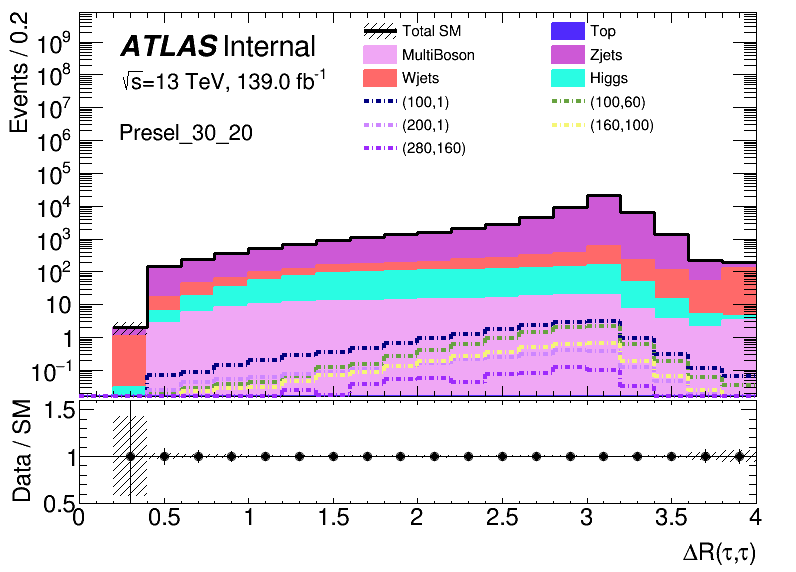 ATLAS Internal
√s=13 TeV, 139.0 fb⁻¹
Presel_30_20
Total SM
Top
MultiBoson
Zjets
Wjets
Higgs
(100,1)
(100,60)
(200,1)
(160,100)
(280,160)
Events / 0.2
10⁹
10⁸
10⁷
10⁶
10⁵
10⁴
10³
10²
10
1
10⁻¹
Data / SM
1.5
1
0.5
0 0.5 1 1.5 2 2.5 3 3.5 4
ΔR(τ,τ)